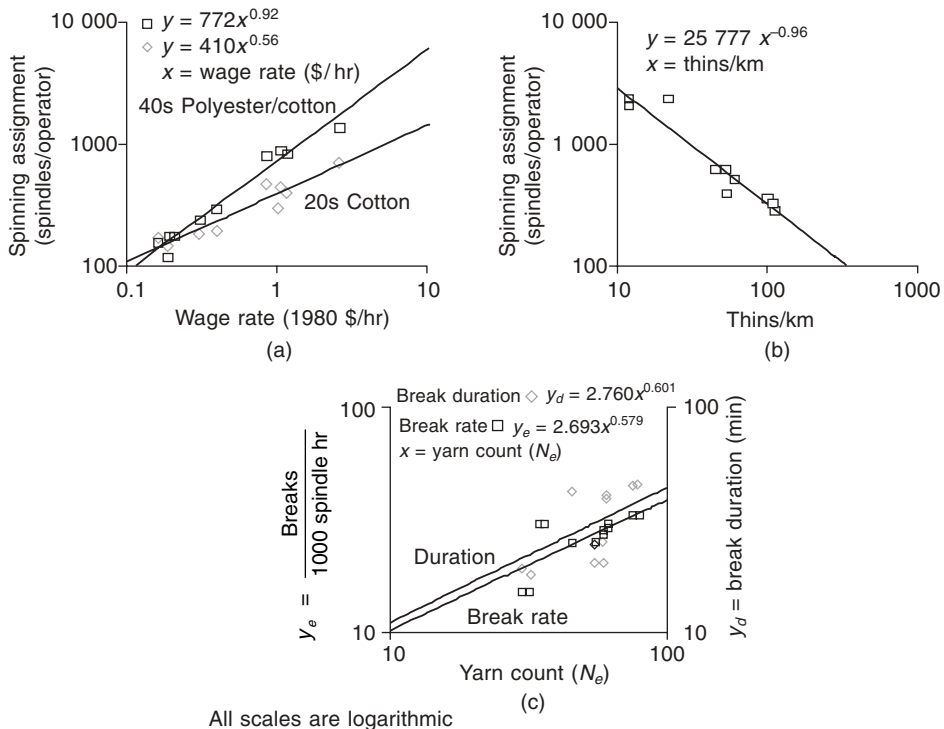 10 000
1 000
100
Spinning assignment
(spindles/operator)
□ y = 772x^0.92
◇ y = 410x^0.56
x = wage rate ($/hr)
40s Polyester/cotton
20s Cotton
0.1 1 10
Wage rate (1980 $/hr)
(a)
10 000
1 000
100
Spinning assignment
(spindles/operator)
y = 25 777 x^–0.96
x = thins/km
10 100 1000
Thins/km
(b)
Break duration ◇ y_d = 2.760x^0.601
Break rate □ y_e = 2.693x^0.579
x = yarn count (N_e)
100
10
y_e = Breaks
1000 spindle hr
Duration
Break rate
100
10
y_d = break duration (min)
10 100
Yarn count (N_e)
(c)
All scales are logarithmic